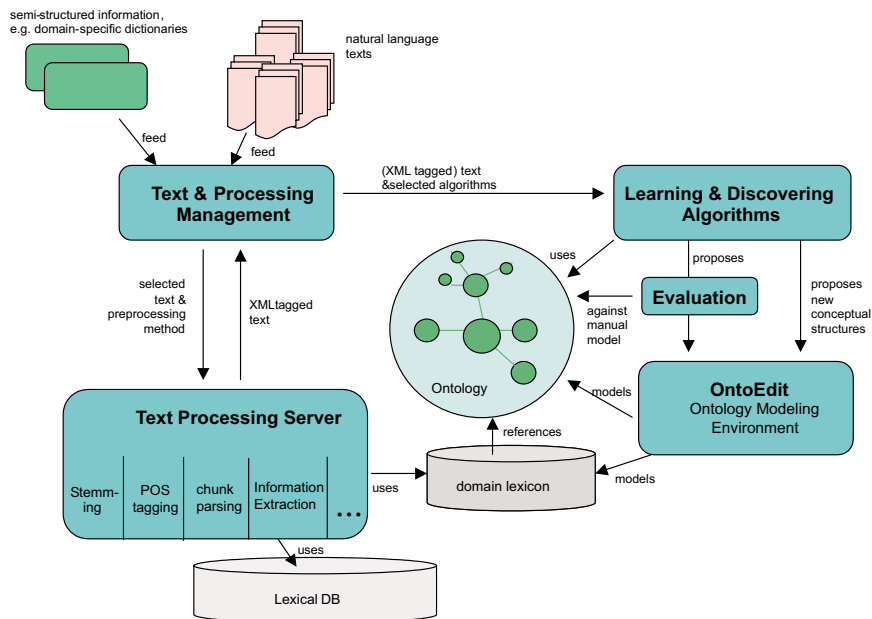 semi-structured information,
e.g. domain-specific dictionaries
natural language
texts
feed
feed
Text & Processing
Management
(XML tagged) text
&selected algorithms
Learning & Discovering
Algorithms
selected
text &
preprocessing
method
XMLtagged
text
uses
proposes
Evaluation
proposes
new
conceptual
structures
against
manual
model
Ontology
models
OntoEdit
Ontology Modeling
Environment
Text Processing Server
references
Stemm-
ing
POS
tagging
chunk
parsing
Information
Extraction
...
uses
domain lexicon
models
uses
Lexical DB